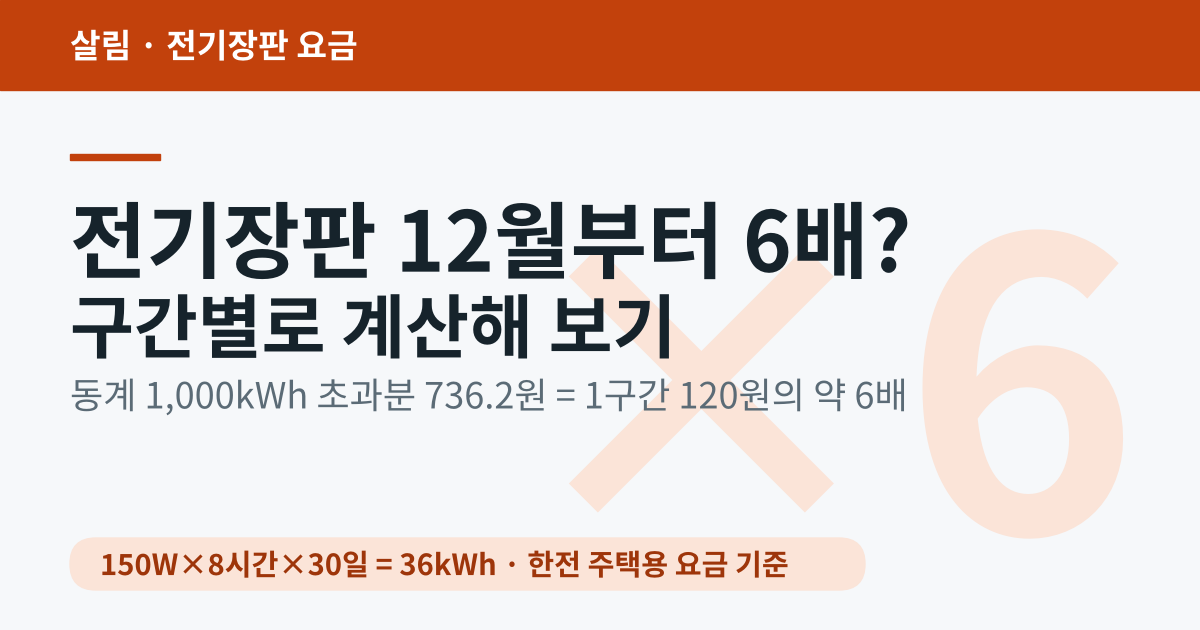 살림 · 전기장판 요금
전기장판 12월부터 6배?
구간별로 계산해 보기
동계 1,000kWh 초과분 736.2원 = 1구간 120원의 약 6배
×6
150W×8시간×30일 = 36kWh · 한전 주택용 요금 기준